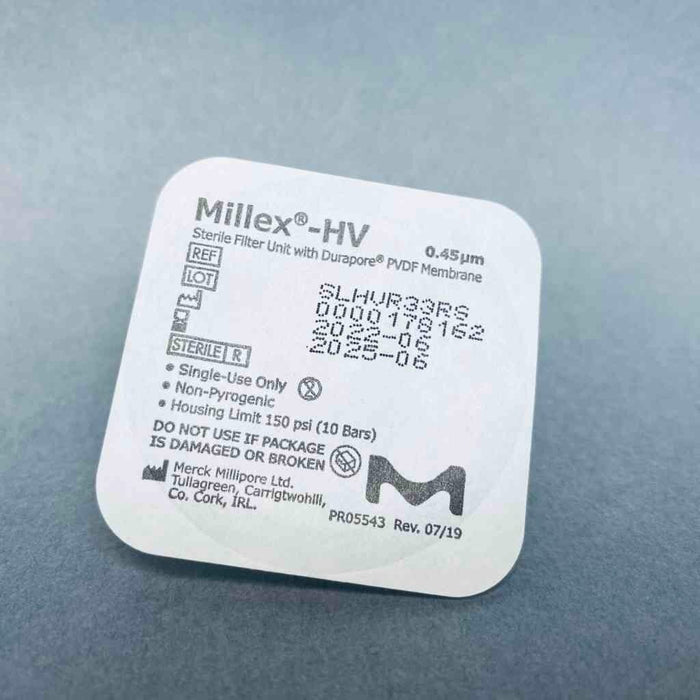 Millex®-HV 0.45µm
Sterile Filter Unit with Durapore® PVDF Membrane
REF SLHVR33RS
LOT 0000178162
2022-06
2025-06
STERILE R
• Single-Use Only
• Non-Pyrogenic
• Housing Limit 150 psi (10 Bars)
DO NOT USE IF PACKAGE
IS DAMAGED OR BROKEN
Merck Millipore Ltd.
Tullagreen, Carrigtwohill,
Co. Cork, IRL.
PR05543 Rev. 07/19